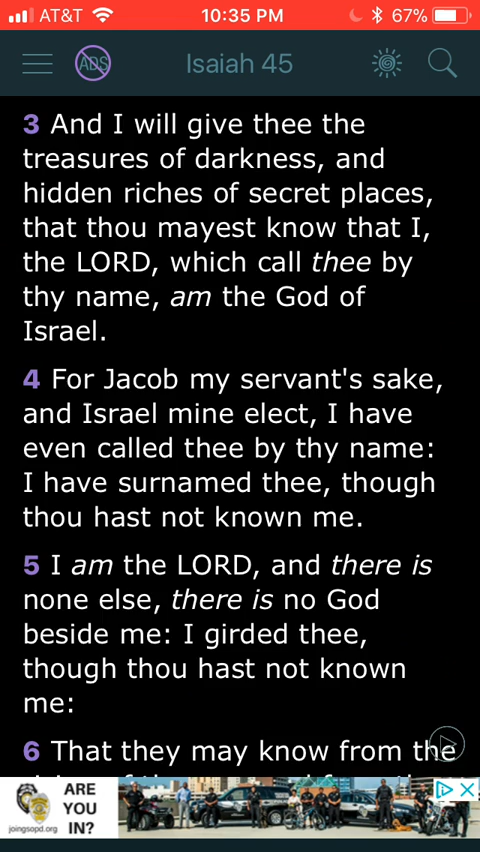 AT&T 10:35 PM 67%
ADS Isaiah 45
3 And I will give thee the
treasures of darkness, and
hidden riches of secret places,
that thou mayest know that I,
the LORD, which call thee by
thy name, am the God of
Israel.
4 For Jacob my servant's sake,
and Israel mine elect, I have
even called thee by thy name:
I have surnamed thee, though
thou hast not known me.
5 I am the LORD, and there is
none else, there is no God
beside me: I girded thee,
though thou hast not known
me:
6 That they may know from the
ARE
YOU
IN?
joingsopd.org